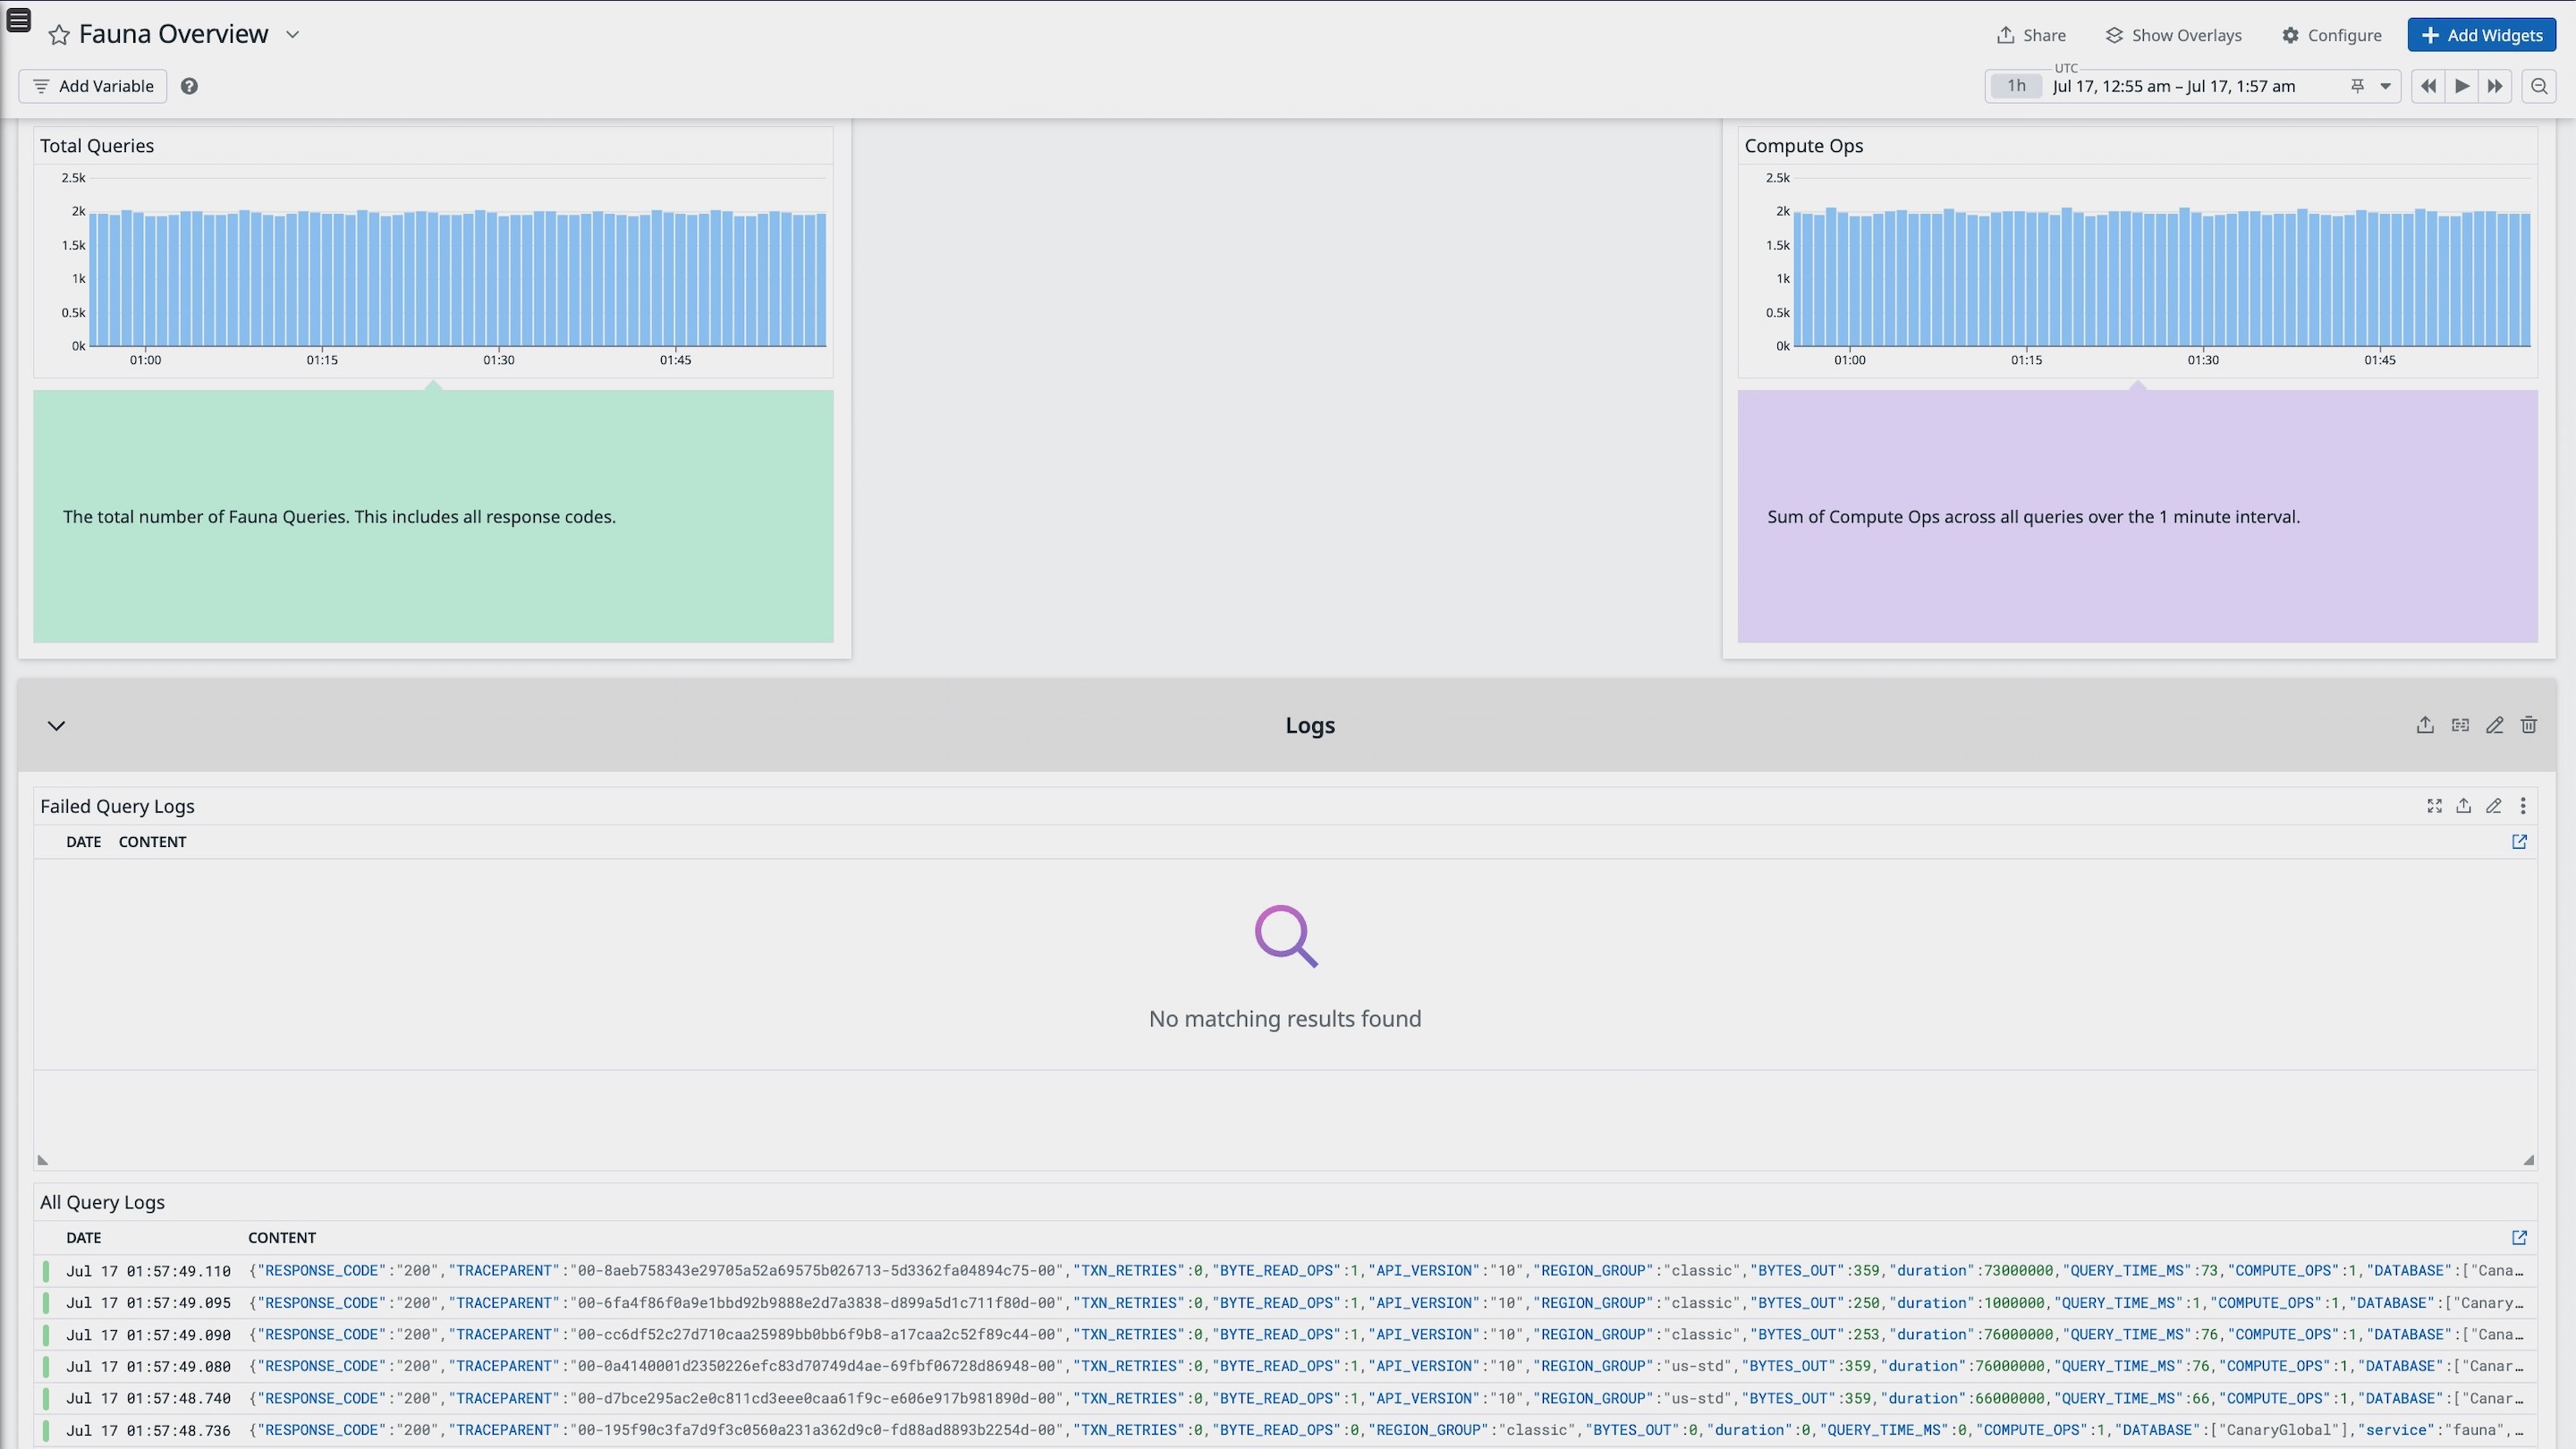 Fauna Overview
Share
Show Overlays
Configure
Add Widgets
Add Variable
UTC
1h
Jul 17, 12:55 am – Jul 17, 1:57 am
Total Queries
2.5k
2k
1.5k
1k
0.5k
0k
01:00
01:15
01:30
01:45
The total number of Fauna Queries. This includes all response codes.
Compute Ops
2.5k
2k
1.5k
1k
0.5k
0k
01:00
01:15
01:30
01:45
Sum of Compute Ops across all queries over the 1 minute interval.
Logs
Failed Query Logs
DATE CONTENT
No matching results found
All Query Logs
DATE CONTENT
Jul 17 01:57:49.110 {"RESPONSE_CODE":"200","TRACEPARENT":"00-8aeb758343e29705a52a69575b026713-5d3362fa04894c75-00","TXN_RETRIES":0,"BYTE_READ_OPS":1,"API_VERSION":"10","REGION_GROUP":"classic","BYTES_OUT":359,"duration":73000000,"QUERY_TIME_MS":73,"COMPUTE_OPS":1,"DATABASE":["Cana…
Jul 17 01:57:49.095 {"RESPONSE_CODE":"200","TRACEPARENT":"00-6fa4f86f0a9e1bbd92b9888e2d7a3838-d899a5d1c711f80d-00","TXN_RETRIES":0,"BYTE_READ_OPS":1,"API_VERSION":"10","REGION_GROUP":"classic","BYTES_OUT":250,"duration":1000000,"QUERY_TIME_MS":1,"COMPUTE_OPS":1,"DATABASE":["Canary…
Jul 17 01:57:49.090 {"RESPONSE_CODE":"200","TRACEPARENT":"00-cc6df52c27d710caa25989bb0bb6f9b8-a17caa2c52f89c44-00","TXN_RETRIES":0,"BYTE_READ_OPS":1,"API_VERSION":"10","REGION_GROUP":"classic","BYTES_OUT":253,"duration":76000000,"QUERY_TIME_MS":76,"COMPUTE_OPS":1,"DATABASE":["Cana…
Jul 17 01:57:49.080 {"RESPONSE_CODE":"200","TRACEPARENT":"00-0a4140001d2350226efc83d70749d4ae-69fbf06728d86948-00","TXN_RETRIES":0,"BYTE_READ_OPS":1,"API_VERSION":"10","REGION_GROUP":"us-std","BYTES_OUT":359,"duration":76000000,"QUERY_TIME_MS":76,"COMPUTE_OPS":1,"DATABASE":["Canar…
Jul 17 01:57:48.740 {"RESPONSE_CODE":"200","TRACEPARENT":"00-d7bce295ac2e0c811cd3eee0caa61f9c-e606e917b981890d-00","TXN_RETRIES":0,"BYTE_READ_OPS":1,"API_VERSION":"10","REGION_GROUP":"us-std","BYTES_OUT":359,"duration":66000000,"QUERY_TIME_MS":66,"COMPUTE_OPS":1,"DATABASE":["Canar…
Jul 17 01:57:48.736 {"RESPONSE_CODE":"200","TRACEPARENT":"00-195f90c3fa7d9f3c0560a231a362d9c0-fd88ad8893b2254d-00","TXN_RETRIES":0,"BYTE_READ_OPS":0,"REGION_GROUP":"classic","BYTES_OUT":0,"duration":0,"QUERY_TIME_MS":0,"COMPUTE_OPS":1,"DATABASE":["CanaryGlobal"],"service":"fauna",…